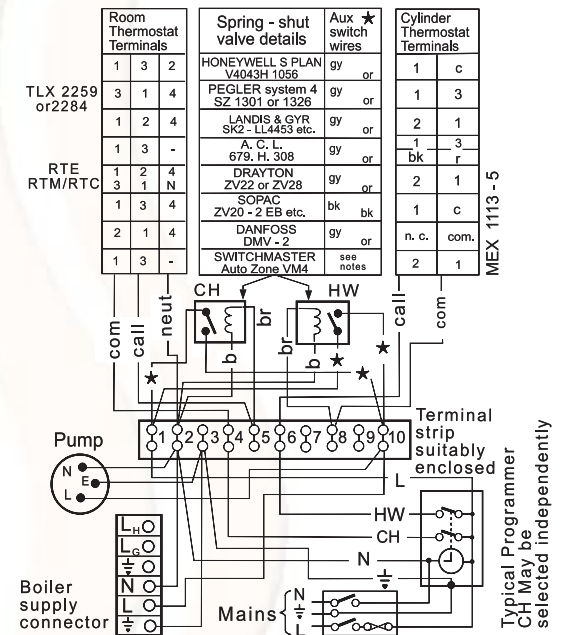 Room Thermostat Terminals
Spring - shut valve details
Aux ★ switch wires
Cylinder Thermostat Terminals
1 3 2 HONEYWELL S PLAN V4043H 1056 gy or 1 c
TLX 2259 or2284 3 1 4 PEGLER system 4 SZ 1301 or 1326 gy or 1 3
1 2 4 LANDIS & GYR SK2 - LL4453 etc. gy or 2 1
1 3 - A. C. L. 679. H. 308 gy or 1 bk 3 r
RTE RTM/RTC 1 2 4 3 1 N DRAYTON ZV22 or ZV28 gy or 2 1
1 3 4 SOPAC ZV20 - 2 EB etc. bk bk 1 c
2 1 4 DANFOSS DMV - 2 gy or n. c. com.
1 3 - SWITCHMASTER Auto Zone VM4 see notes 2 1
MEX 1113 - 5
CH HW
com call neut b br br b call com
1 2 3 4 5 6 7 8 9 10
Terminal strip suitably enclosed
Pump
N
E
L
L
HW
CH
N
Typical Programmer
CH May be
selected independently
LH
LG
N
L
Boiler supply connector
Mains
N
L